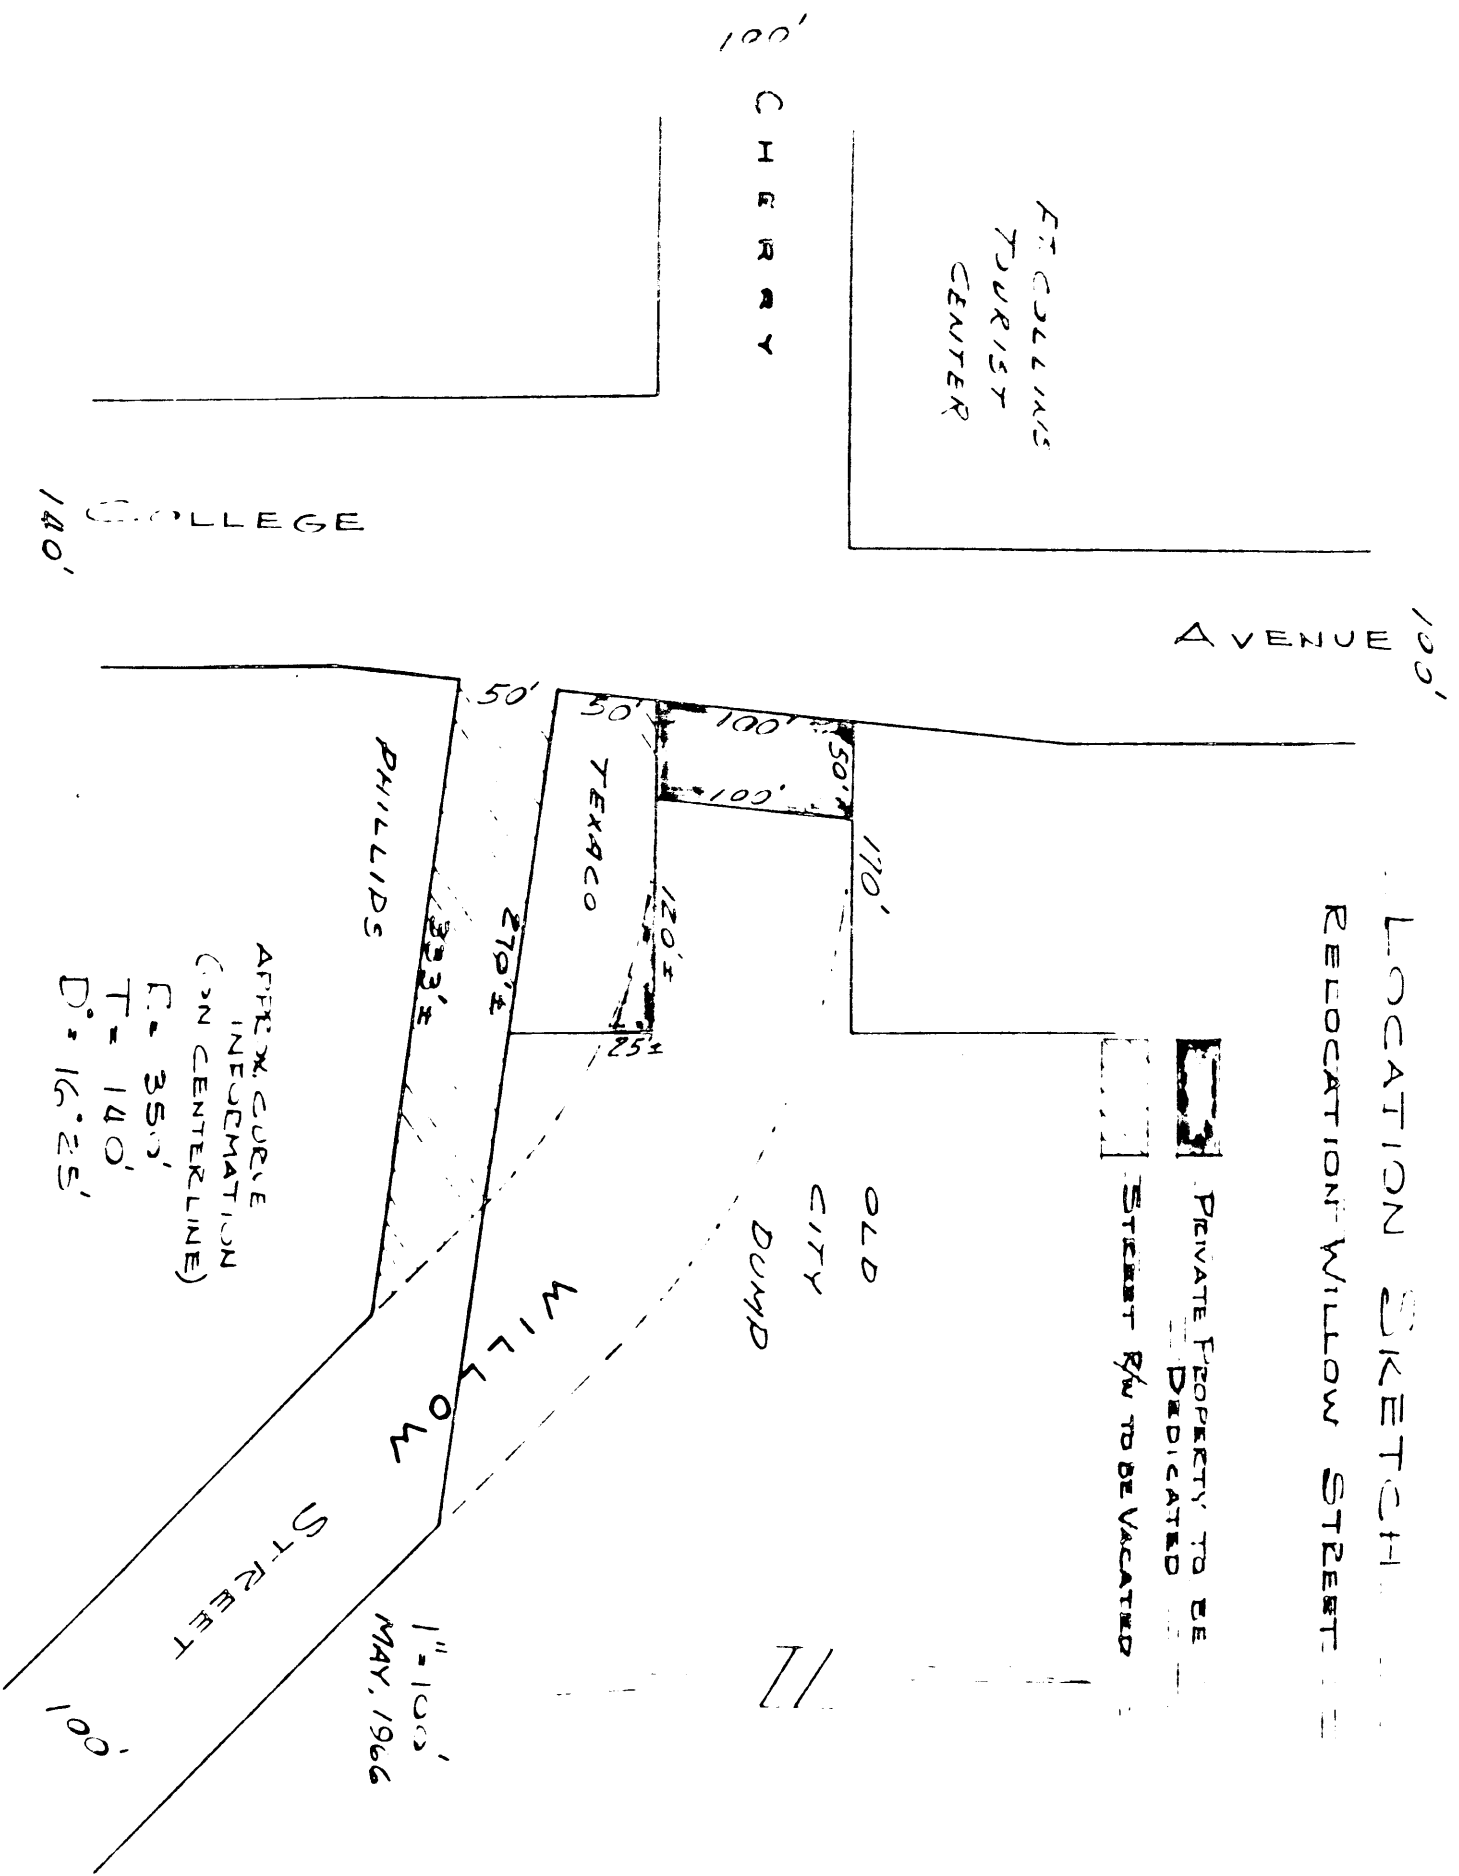 LOCATION SKETCH
RELOCATION WILLOW STREET
PRIVATE PROPERTY TO BE
DEDICATED
STREET R/W TO BE VACATED
FT COLLINS
TOURIST
CENTER
100'
CHERRY
100'
AVENUE
COLLEGE
140'
50'
50'
100'
50'±
100'
110'
TEXACO
120'±
25'±
270'±
333'±
PHILLIPS
OLD
CITY
DUMP
WILLOW
STREET
100'
APPROX. CURVE
INFORMATION
(ON CENTERLINE)
R = 350'
T = 140'
D° = 16°25'
1" = 100'
MAY, 1966